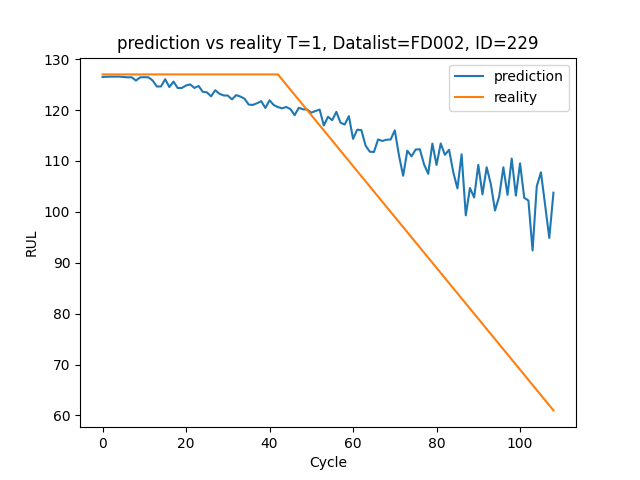 prediction vs reality T=1, Datalist=FD002, ID=229
130
120
110
100
90
80
70
60
RUL
prediction
reality
0
20
40
60
80
100
Cycle